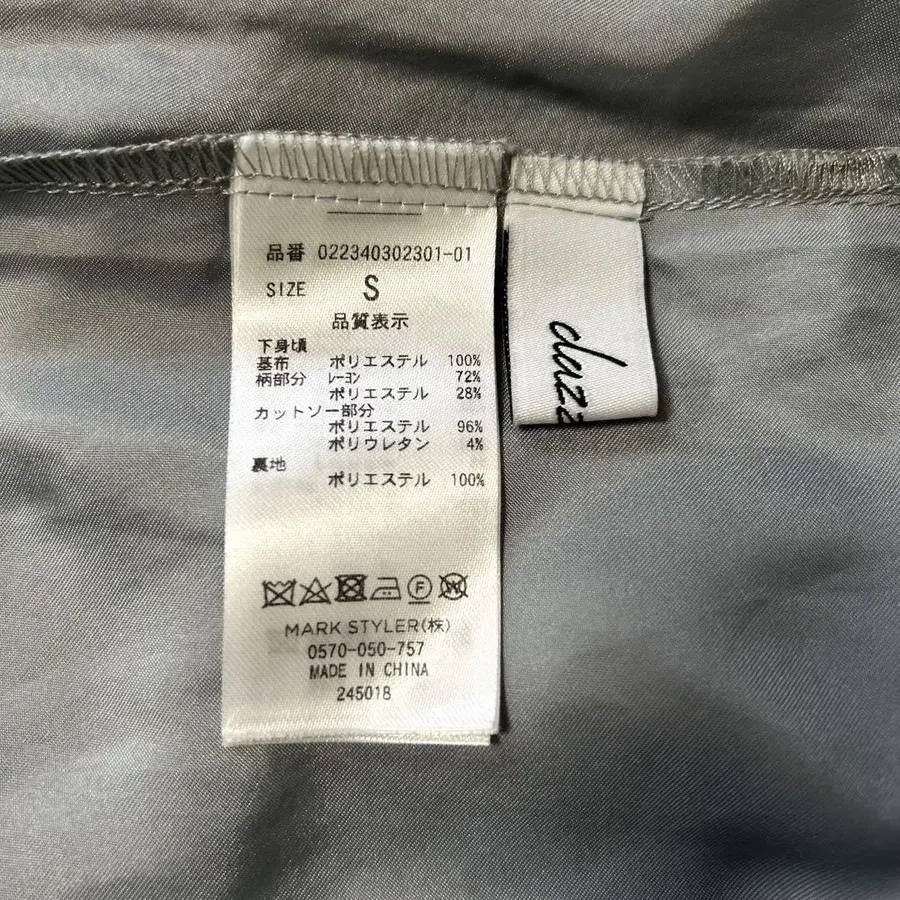 品番 022340302301-01
SIZE S
品質表示
下身頃
基布 ポリエステル 100%
柄部分 レーヨン 72%
ポリエステル 28%
カットソー部分
ポリエステル 96%
ポリウレタン 4%
裏地
ポリエステル 100%
F W
MARK STYLER(株)
0570-050-757
MADE IN CHINA
245018
dazz